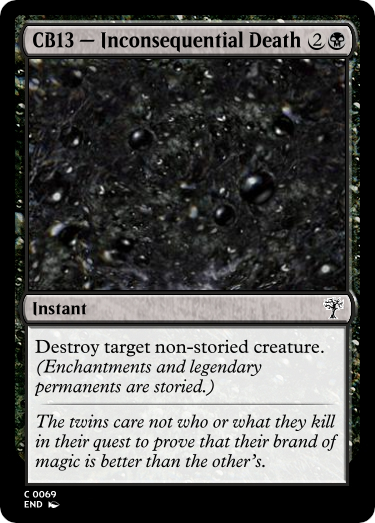 CB13 — Inconsequential Death 2
Instant
Destroy target non-storied creature.
(Enchantments and legendary
permanents are storied.)
The twins care not who or what they kill
in their quest to prove that their brand of
magic is better than the other's.
C 0069
END